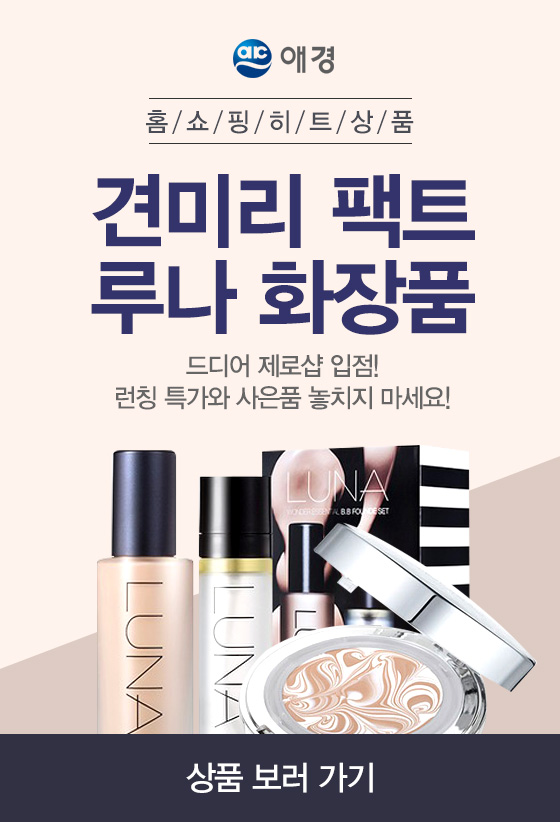 애경
홈/쇼/핑/히/트/상/품
견미리 팩트
루나 화장품
드디어 제로샵 입점!
런칭 특가와 사은품 놓치지 마세요!
LUNA
WONDER ESSENTIAL B.B FOUNDE SET
LUNA
LUNA
상품 보러 가기